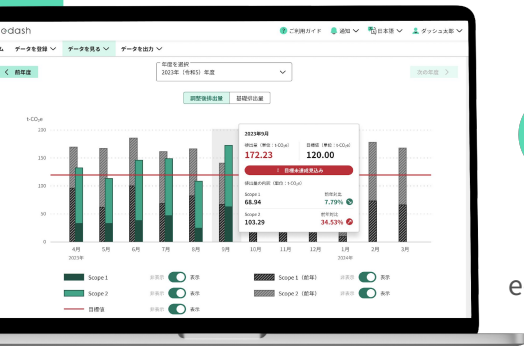 edash
ご利用ガイド 通知 日本語 ダッシュ太郎
ム データを登録 データを見る データを出力
前年度
年度を選択
2023年（令和5）年度
次の年度
調整後排出量 基礎排出量
t-CO₂e
200
150
100
50
0
2023年9月
排出量（単位：t-CO₂e） 目標値（単位：t-CO₂e）
172.23 120.00
! 目標未達成見込み
排出量の内訳（単位：t-CO₂e）
Scope 1 前年対比
68.94 7.79%
Scope 2 前年対比
103.29 34.53%
4月 5月 6月 7月 8月 9月 10月 11月 12月 1月 2月 3月
2023年 2024年
Scope 1 非表示 表示 Scope 1（前年） 非表示 表示
Scope 2 非表示 表示 Scope 2（前年） 非表示 表示
目標値 非表示 表示
e